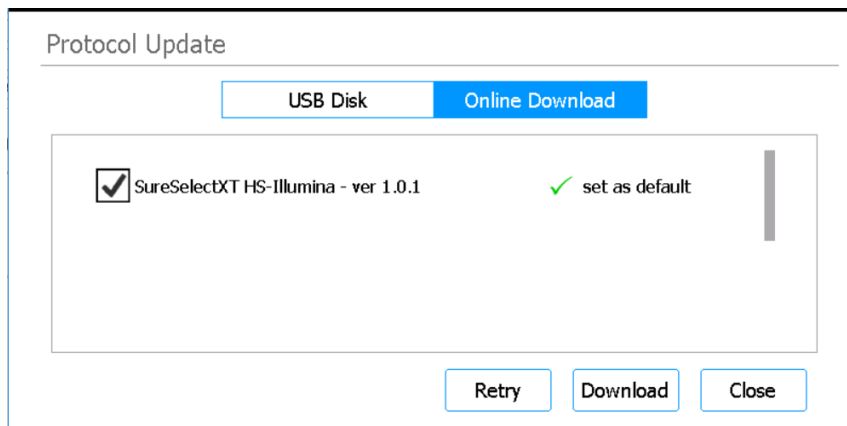 Protocol Update
USB Disk Online Download
SureSelectXT HS-Illumina - ver 1.0.1 set as default
Retry Download Close